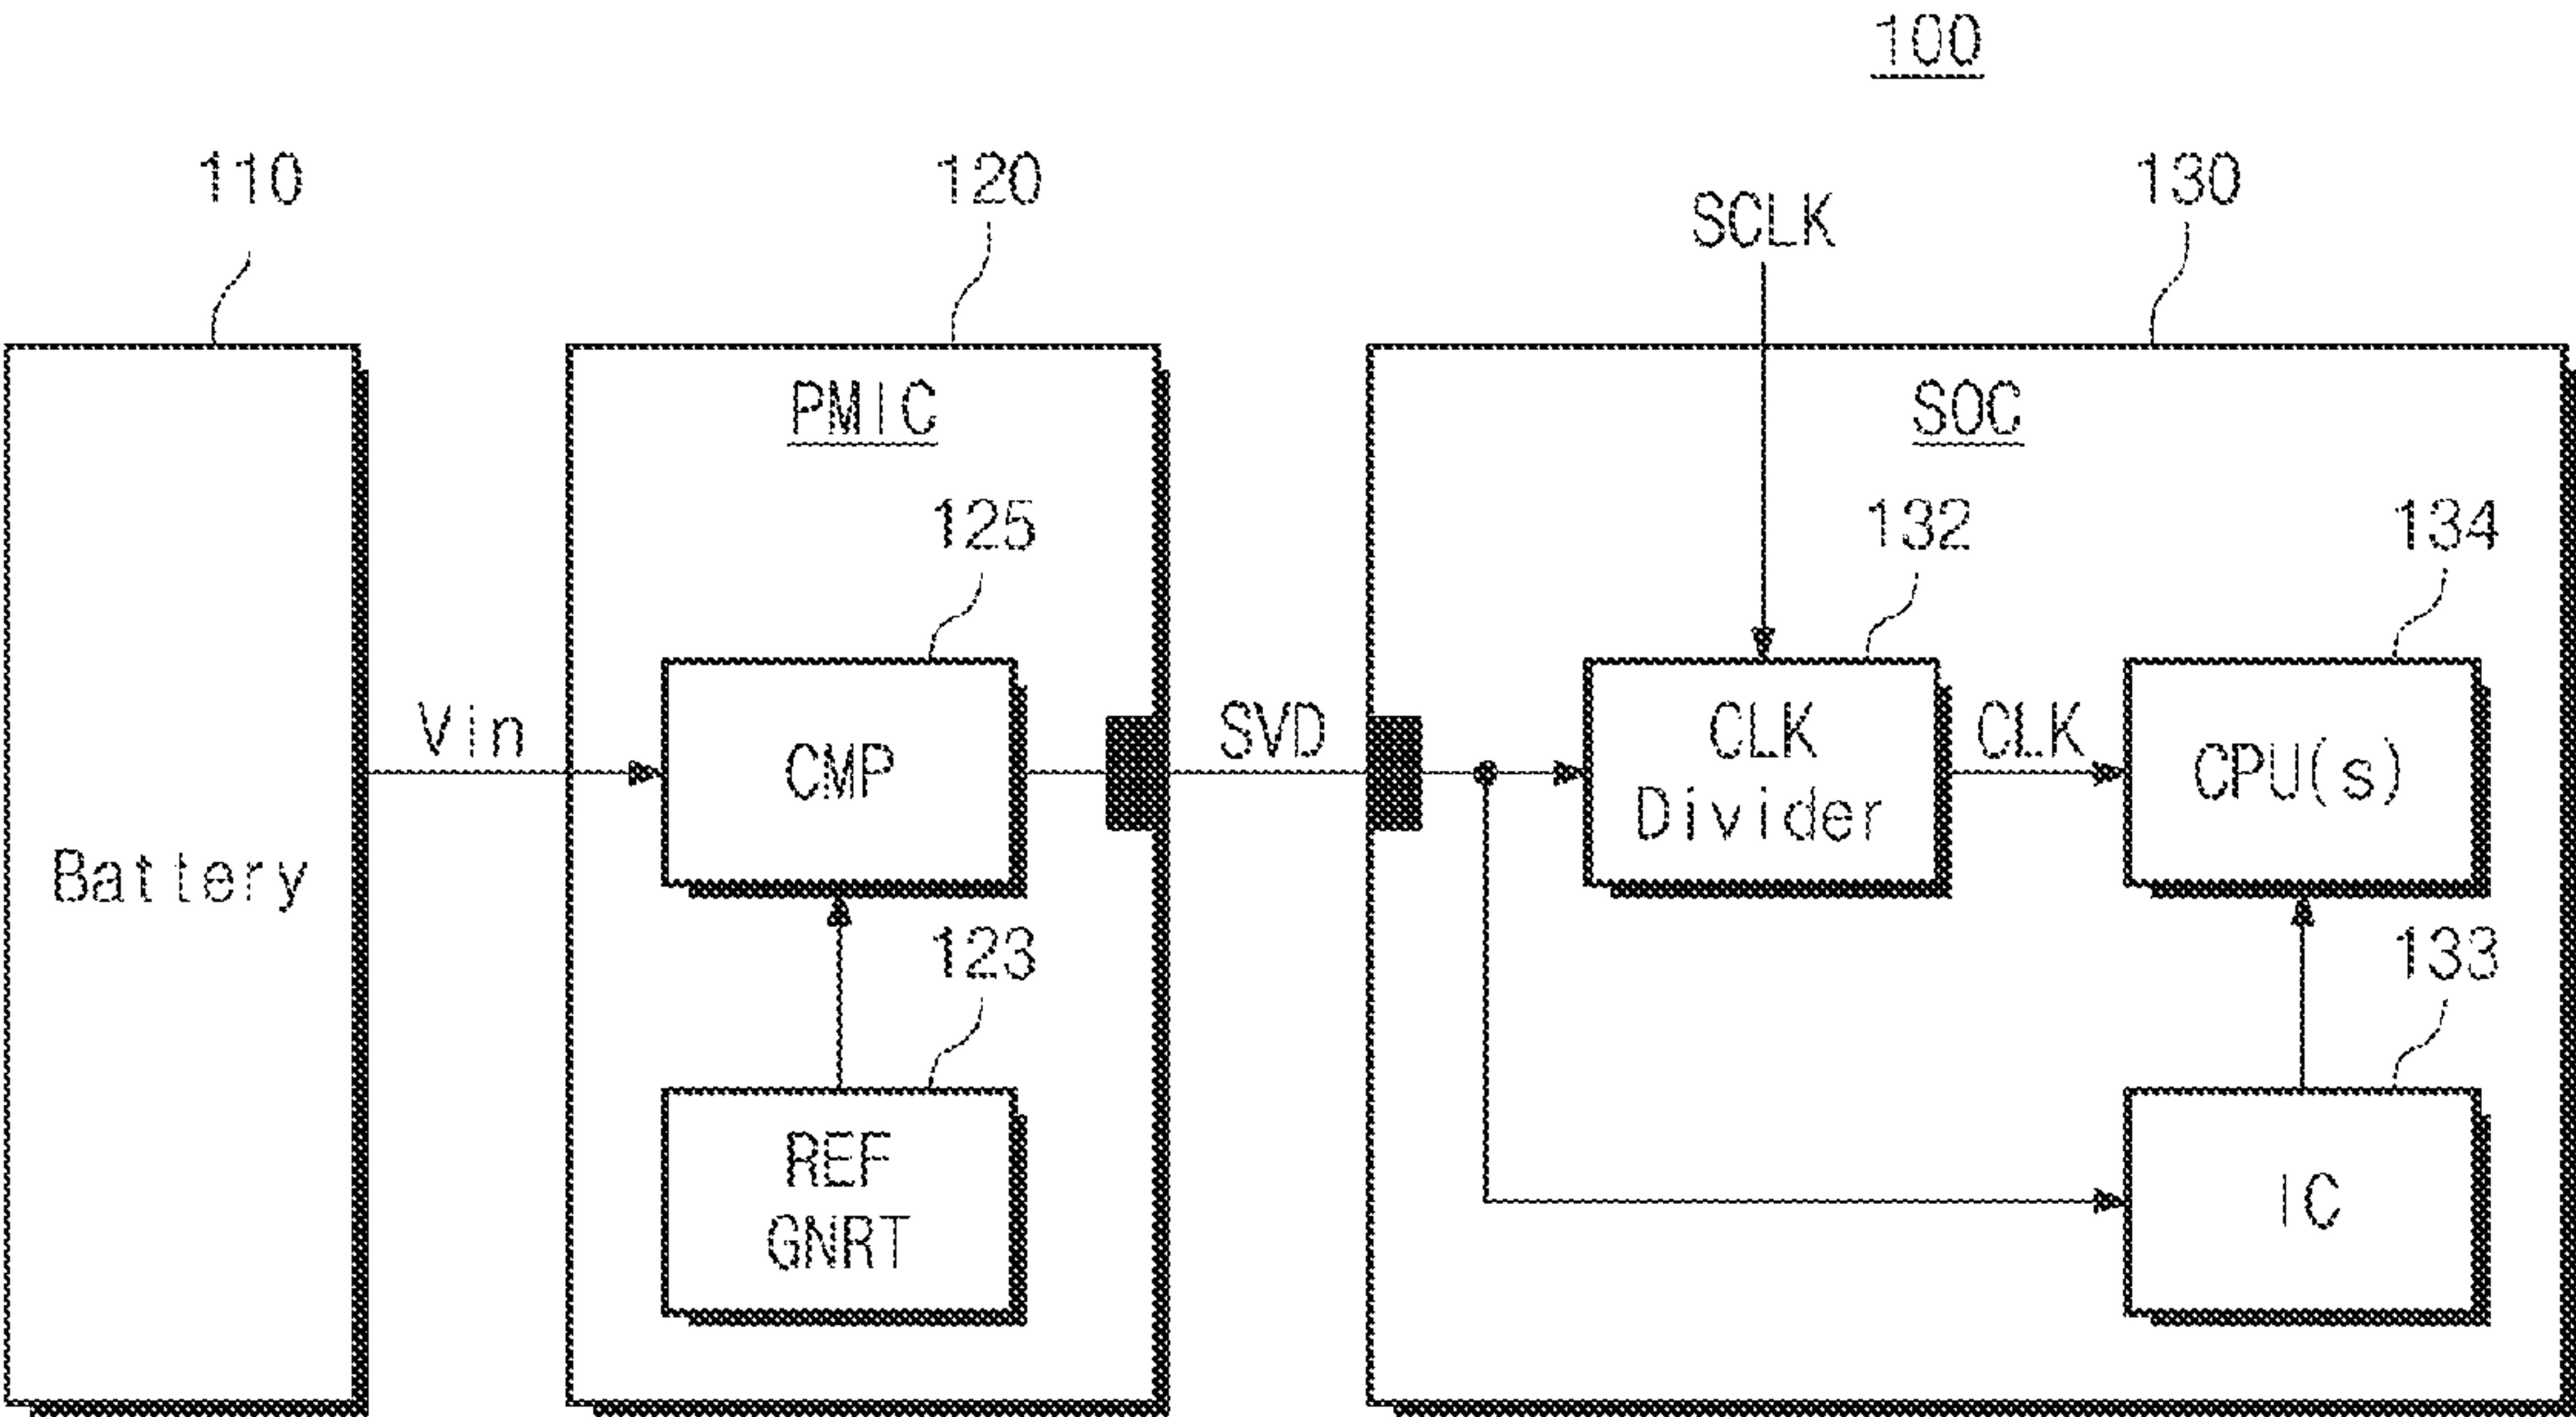 100
110
120
130
SCLK
PMIC
SOC
125
132
134
Vin
CMP
SVD
CLK
Divider
CLK
CPU(s)
Battery
123
133
REF
GNRT
IC